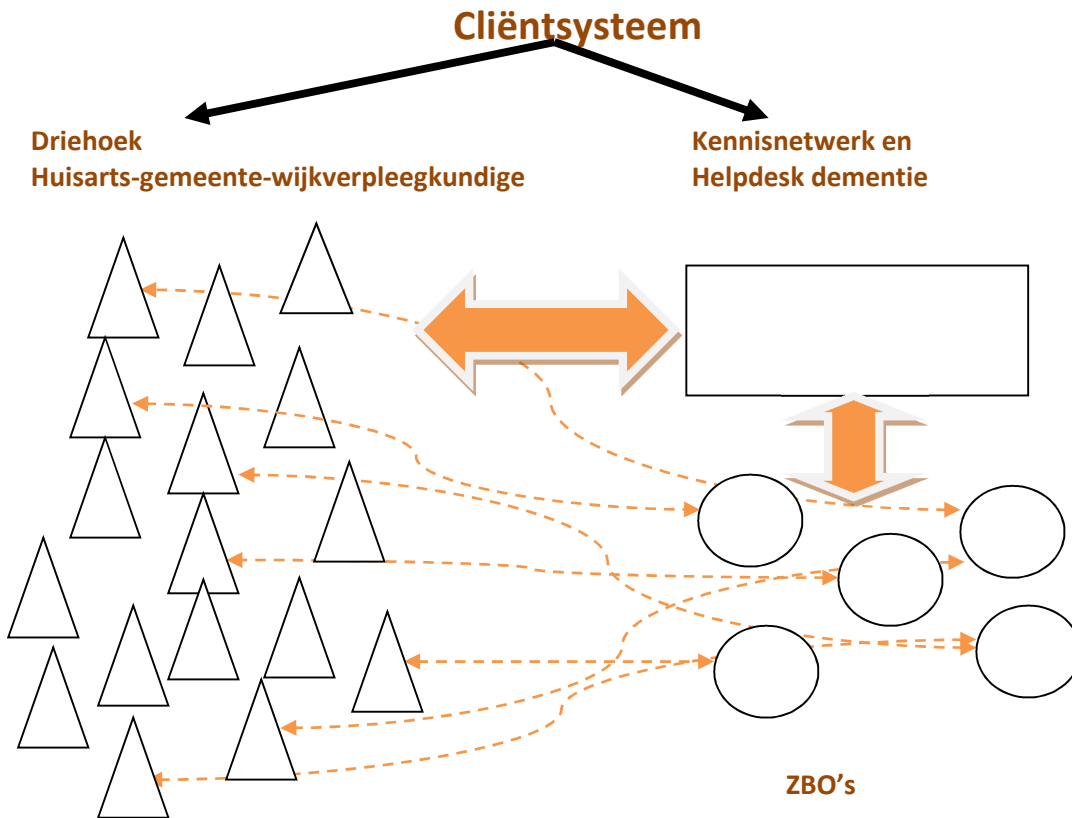 Cliëntsysteem
Driehoek
Huisarts-gemeente-wijkverpleegkundige
Kennisnetwerk en
Helpdesk dementie
ZBO’s